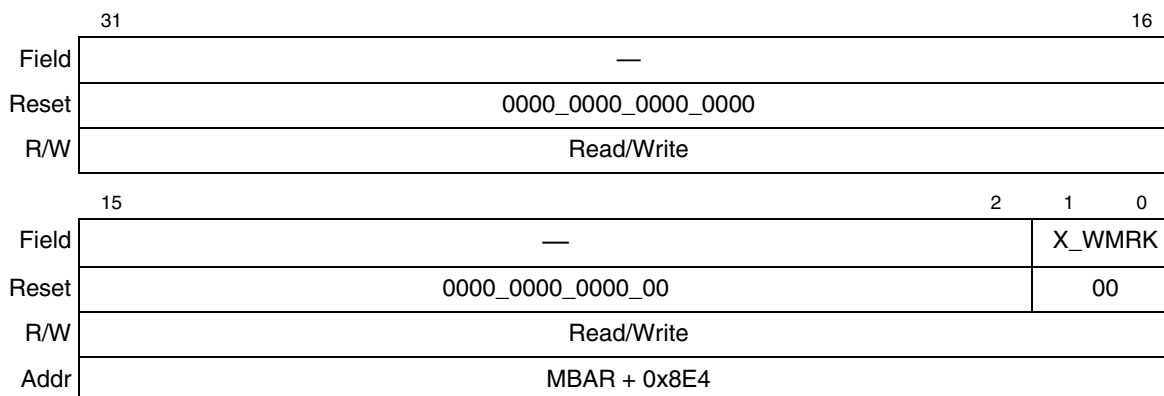 31 16
Field —
Reset 0000_0000_0000_0000
R/W Read/Write
15 2 1 0
Field — X_WMRK
Reset 0000_0000_0000_00 00
R/W Read/Write
Addr MBAR + 0x8E4